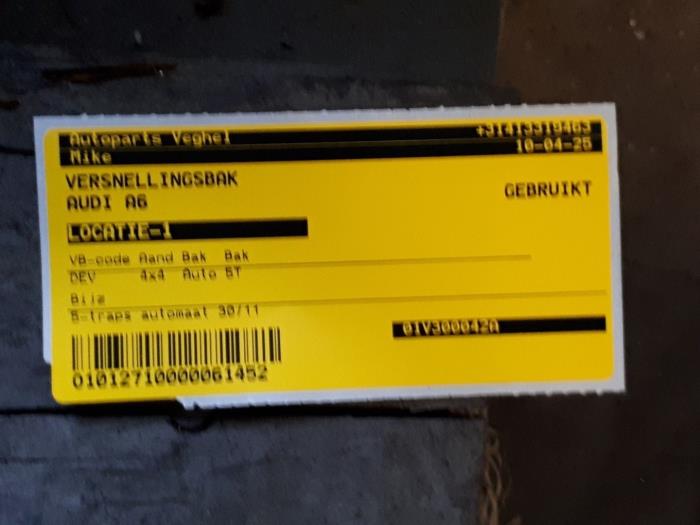 Autoparts Veghel +31413319463
Mike 10-04-25
VERSNELLINGSBAK
AUDI A6 GEBRUIKT
LOCATIE-1
VB-code Aand Bak Bak
DEV 4x4 Auto 5T
Bijz
5-traps automaat 30/11
01V300042A
01012710000061452